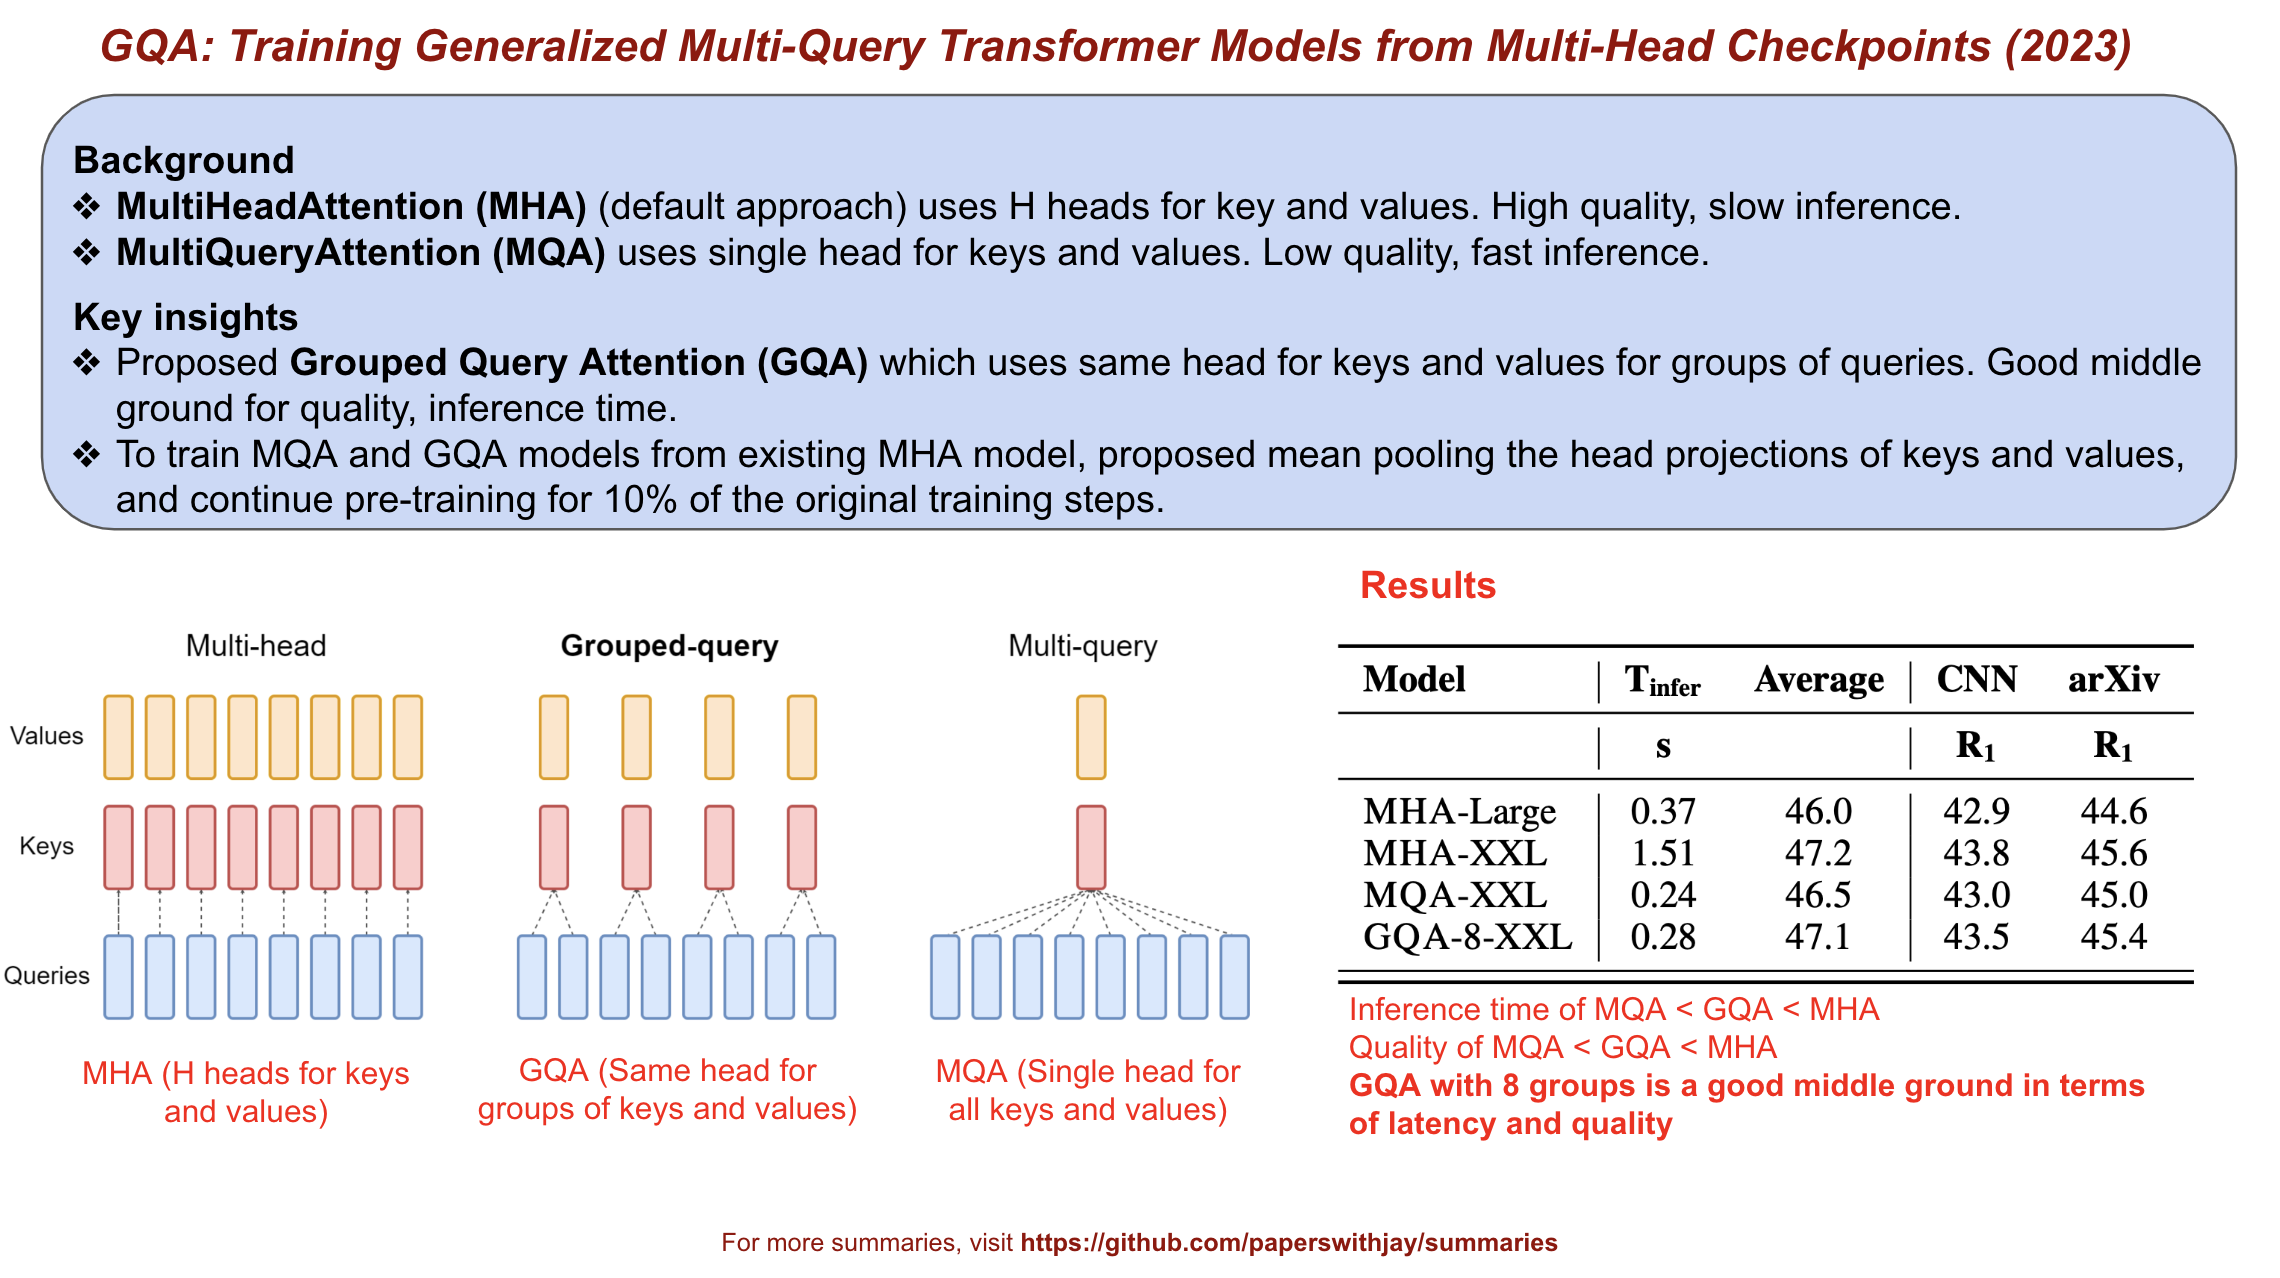 GQA: Training Generalized Multi-Query Transformer Models from Multi-Head Checkpoints (2023)
Background
❖ MultiHeadAttention (MHA) (default approach) uses H heads for key and values. High quality, slow inference.
❖ MultiQueryAttention (MQA) uses single head for keys and values. Low quality, fast inference.
Key insights
❖ Proposed Grouped Query Attention (GQA) which uses same head for keys and values for groups of queries. Good middle
ground for quality, inference time.
❖ To train MQA and GQA models from existing MHA model, proposed mean pooling the head projections of keys and values,
and continue pre-training for 10% of the original training steps.
Multi-head Grouped-query Multi-query
Values
Keys
Queries
MHA (H heads for keys
and values)
GQA (Same head for
groups of keys and values)
MQA (Single head for
all keys and values)
Results
Model T_infer Average CNN arXiv
s R₁ R₁
MHA-Large 0.37 46.0 42.9 44.6
MHA-XXL 1.51 47.2 43.8 45.6
MQA-XXL 0.24 46.5 43.0 45.0
GQA-8-XXL 0.28 47.1 43.5 45.4
Inference time of MQA < GQA < MHA
Quality of MQA < GQA < MHA
GQA with 8 groups is a good middle ground in terms
of latency and quality
For more summaries, visit https://github.com/paperswithjay/summaries